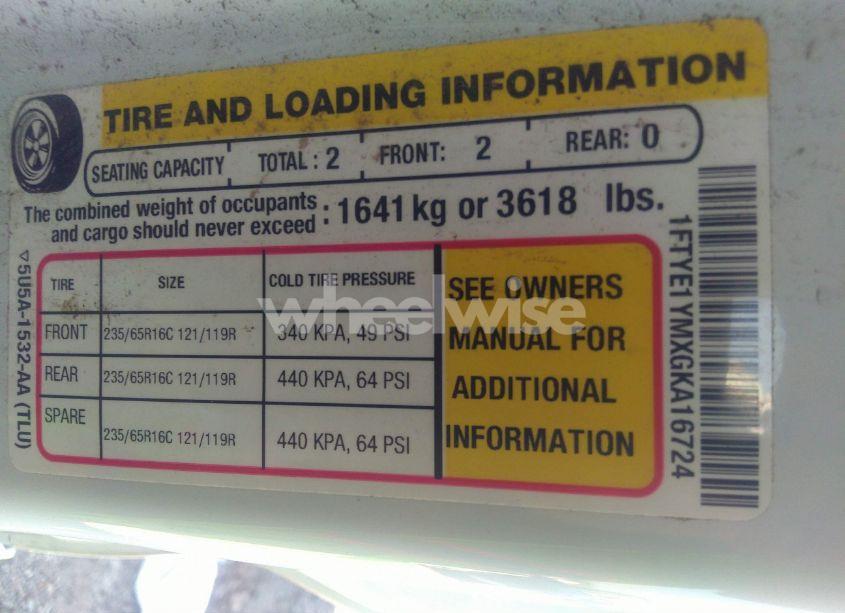 TIRE AND LOADING INFORMATION
SEATING CAPACITY TOTAL : 2 FRONT: 2 REAR: 0
The combined weight of occupants
and cargo should never exceed : 1641 kg or 3618 lbs.
TIRE SIZE COLD TIRE PRESSURE
FRONT 235/65R16C 121/119R 340 KPA, 49 PSI
REAR 235/65R16C 121/119R 440 KPA, 64 PSI
SPARE 235/65R16C 121/119R 440 KPA, 64 PSI
SEE OWNERS
MANUAL FOR
ADDITIONAL
INFORMATION
5U5A-1532-AA (TLU)
1FTYE1YMXGKA16724
wheelwise